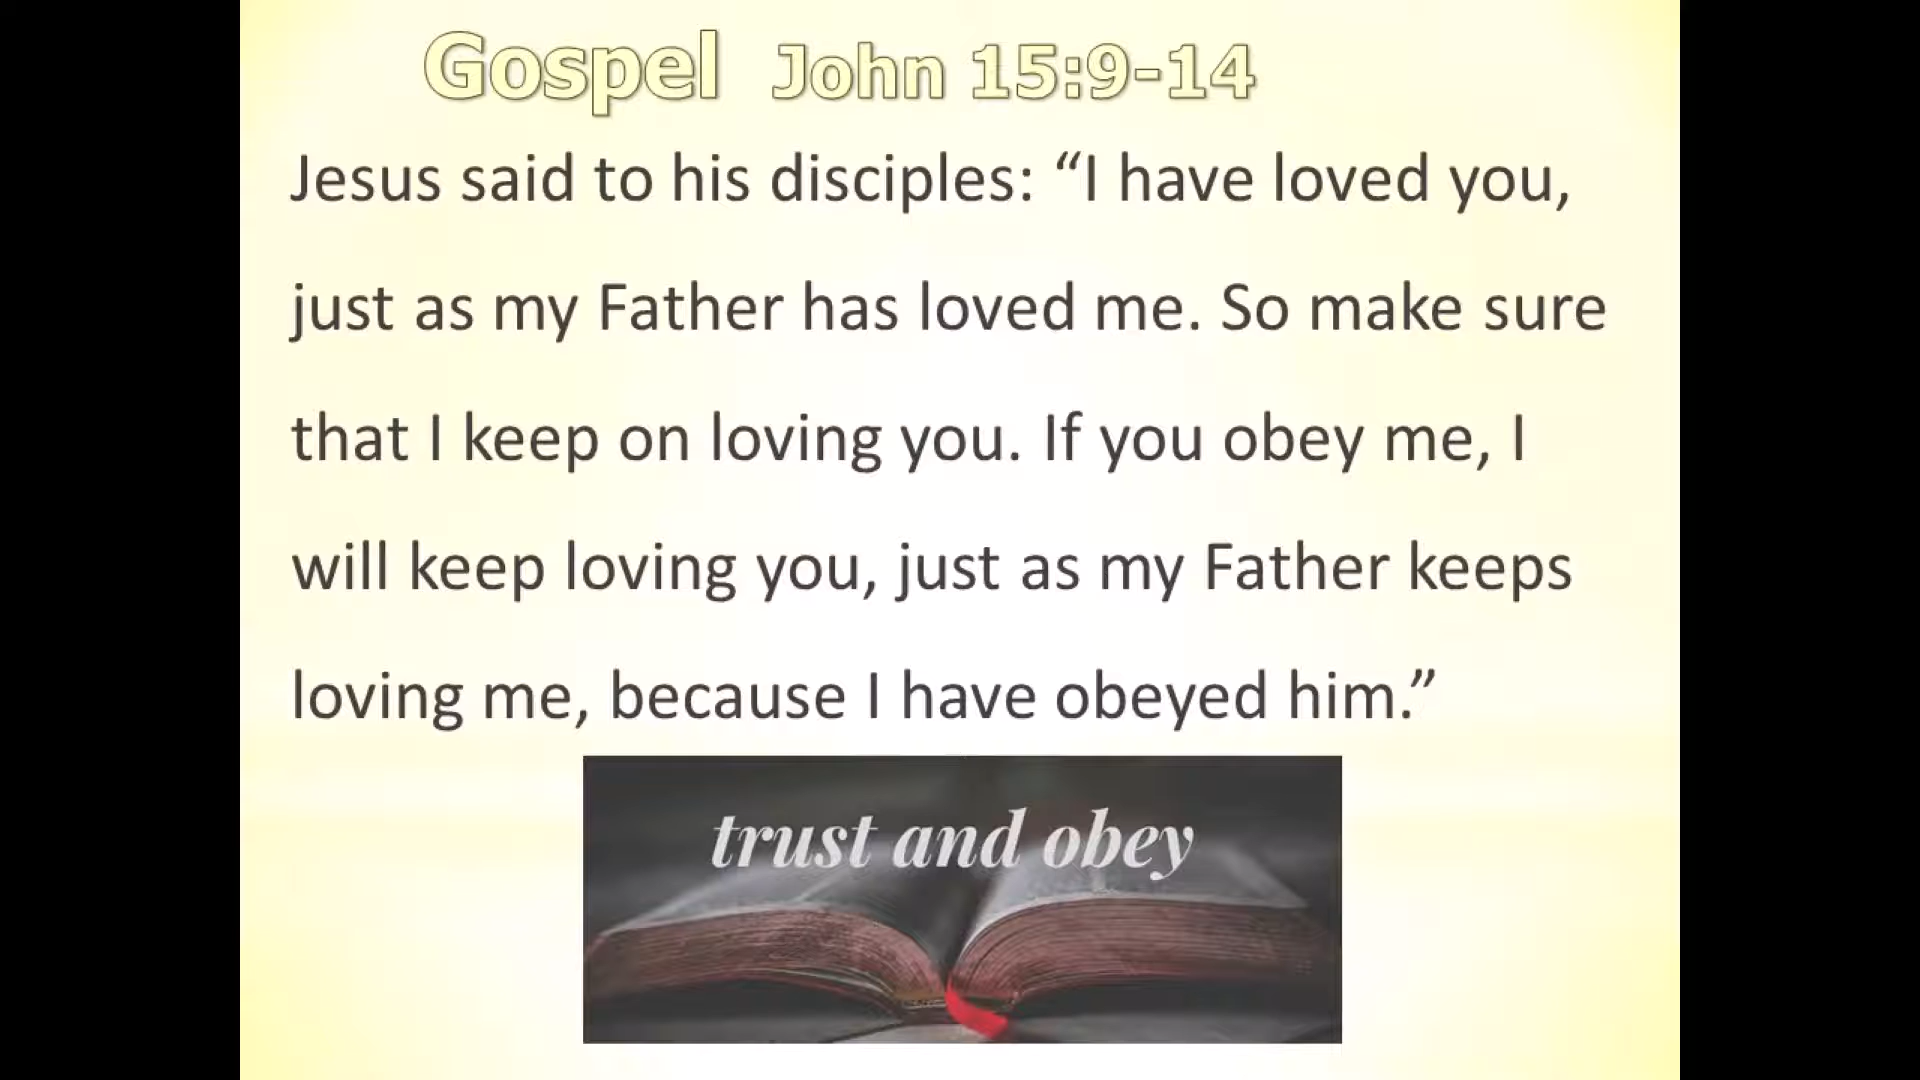 Gospel John 15:9-14
Jesus said to his disciples: “I have loved you,
just as my Father has loved me. So make sure
that I keep on loving you. If you obey me, I
will keep loving you, just as my Father keeps
loving me, because I have obeyed him.”
trust and obey